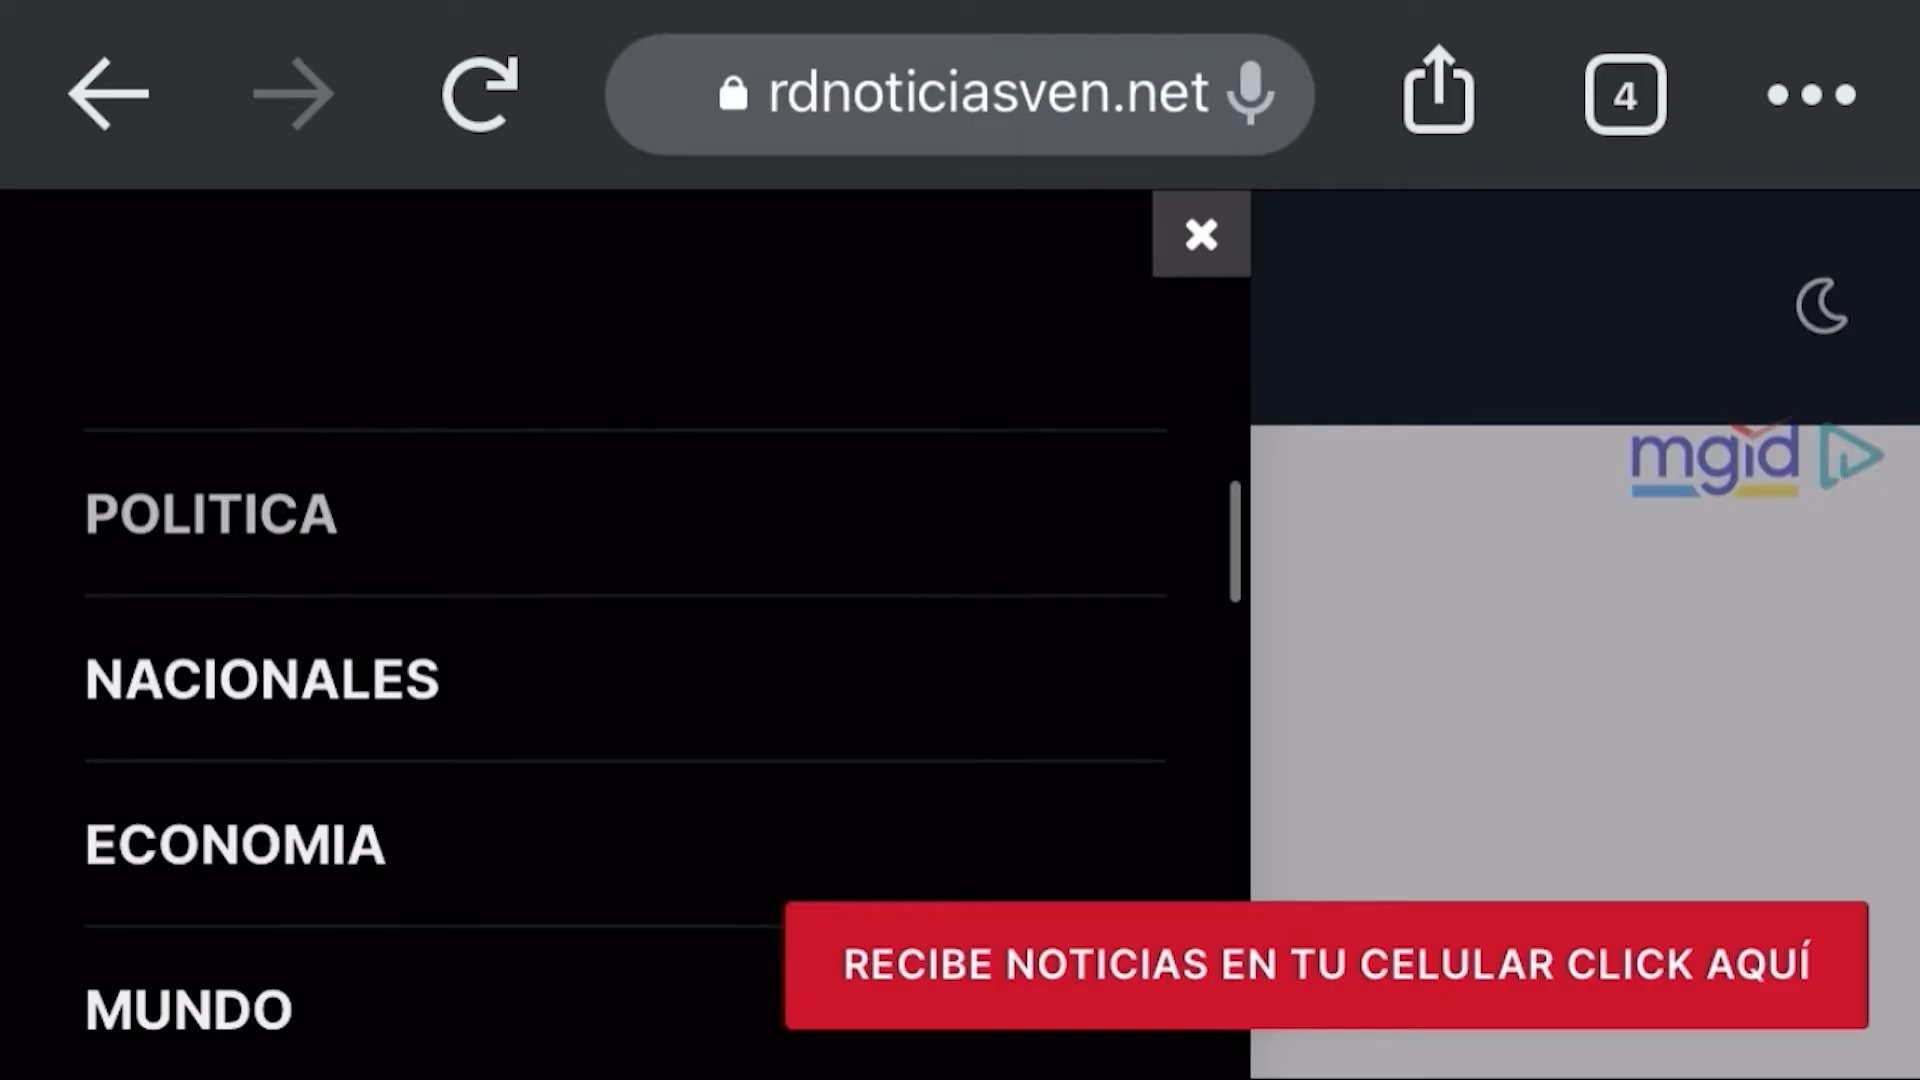 rdnoticiasven.net
4
mgid
POLITICA
NACIONALES
ECONOMIA
MUNDO
RECIBE NOTICIAS EN TU CELULAR CLICK AQUÍ